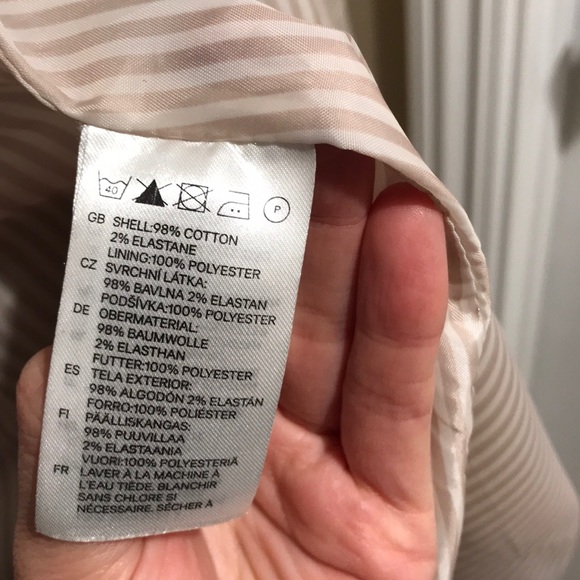 40 P
GB SHELL:98% COTTON
2% ELASTANE
LINING:100% POLYESTER
CZ SVRCHNÍ LÁTKA:
98% BAVLNA 2% ELASTAN
PODŠÍVKA:100% POLYESTER
DE OBERMATERIAL:
98% BAUMWOLLE
2% ELASTHAN
FUTTER:100% POLYESTER
ES TELA EXTERIOR:
98% ALGODÓN 2% ELASTÁN
FORRO:100% POLIÉSTER
FI PÄÄLLISKANGAS:
98% PUUVILLAA
2% ELASTAANIA
VUORI:100% POLYESTERIÄ
FR LAVER À LA MACHINE À
L'EAU TIÈDE. BLANCHIR
SANS CHLORE SI
NÉCESSAIRE. SÉCHER À